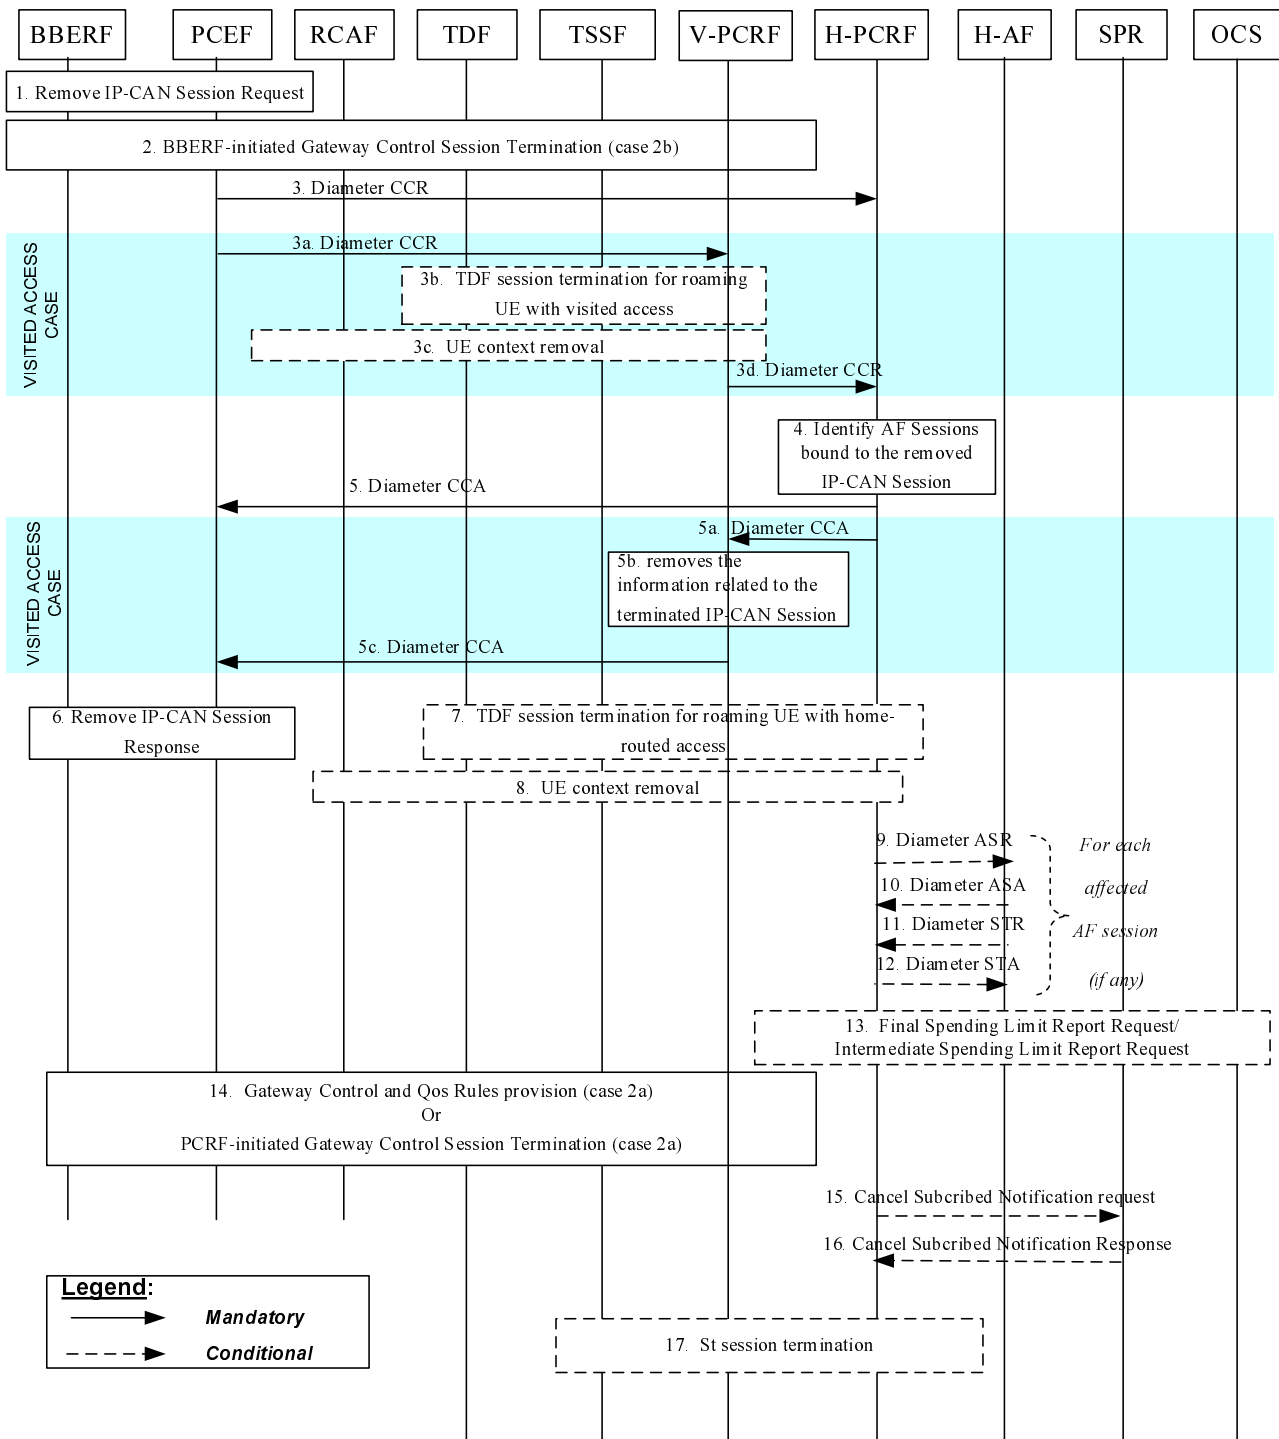 BBERF
PCEF
RCAF
TDF
TSSF
V-PCRF
H-PCRF
H-AF
SPR
OCS
1. Remove IP-CAN Session Request
2. BBERF-initiated Gateway Control Session Termination (case 2b)
3. Diameter CCR
VISITED ACCESS
CASE
3a. Diameter CCR
3b. TDF session termination for roaming
UE with visited access
3c. UE context removal
3d. Diameter CCR
4. Identify AF Sessions
bound to the removed
IP-CAN Session
5. Diameter CCA
VISITED ACCESS
CASE
5a. Diameter CCA
5b. removes the
information related to the
terminated IP-CAN Session
5c. Diameter CCA
6. Remove IP-CAN Session
Response
7. TDF session termination for roaming UE with home-
routed access
8. UE context removal
9. Diameter ASR
10. Diameter ASA
11. Diameter STR
12. Diameter STA
For each
affected
AF session
(if any)
13. Final Spending Limit Report Request/
Intermediate Spending Limit Report Request
14. Gateway Control and Qos Rules provision (case 2a)
Or
PCRF-initiated Gateway Control Session Termination (case 2a)
15. Cancel Subcribed Notification request
16. Cancel Subcribed Notification Response
Legend:
Mandatory
Conditional
17. St session termination